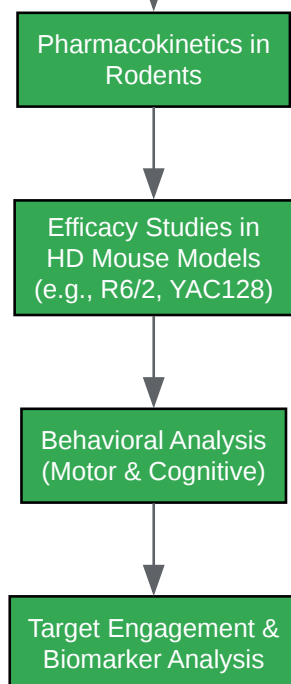 Pharmacokinetics in
Rodents
Efficacy Studies in
HD Mouse Models
(e.g., R6/2, YAC128)
Behavioral Analysis
(Motor & Cognitive)
Target Engagement &
Biomarker Analysis